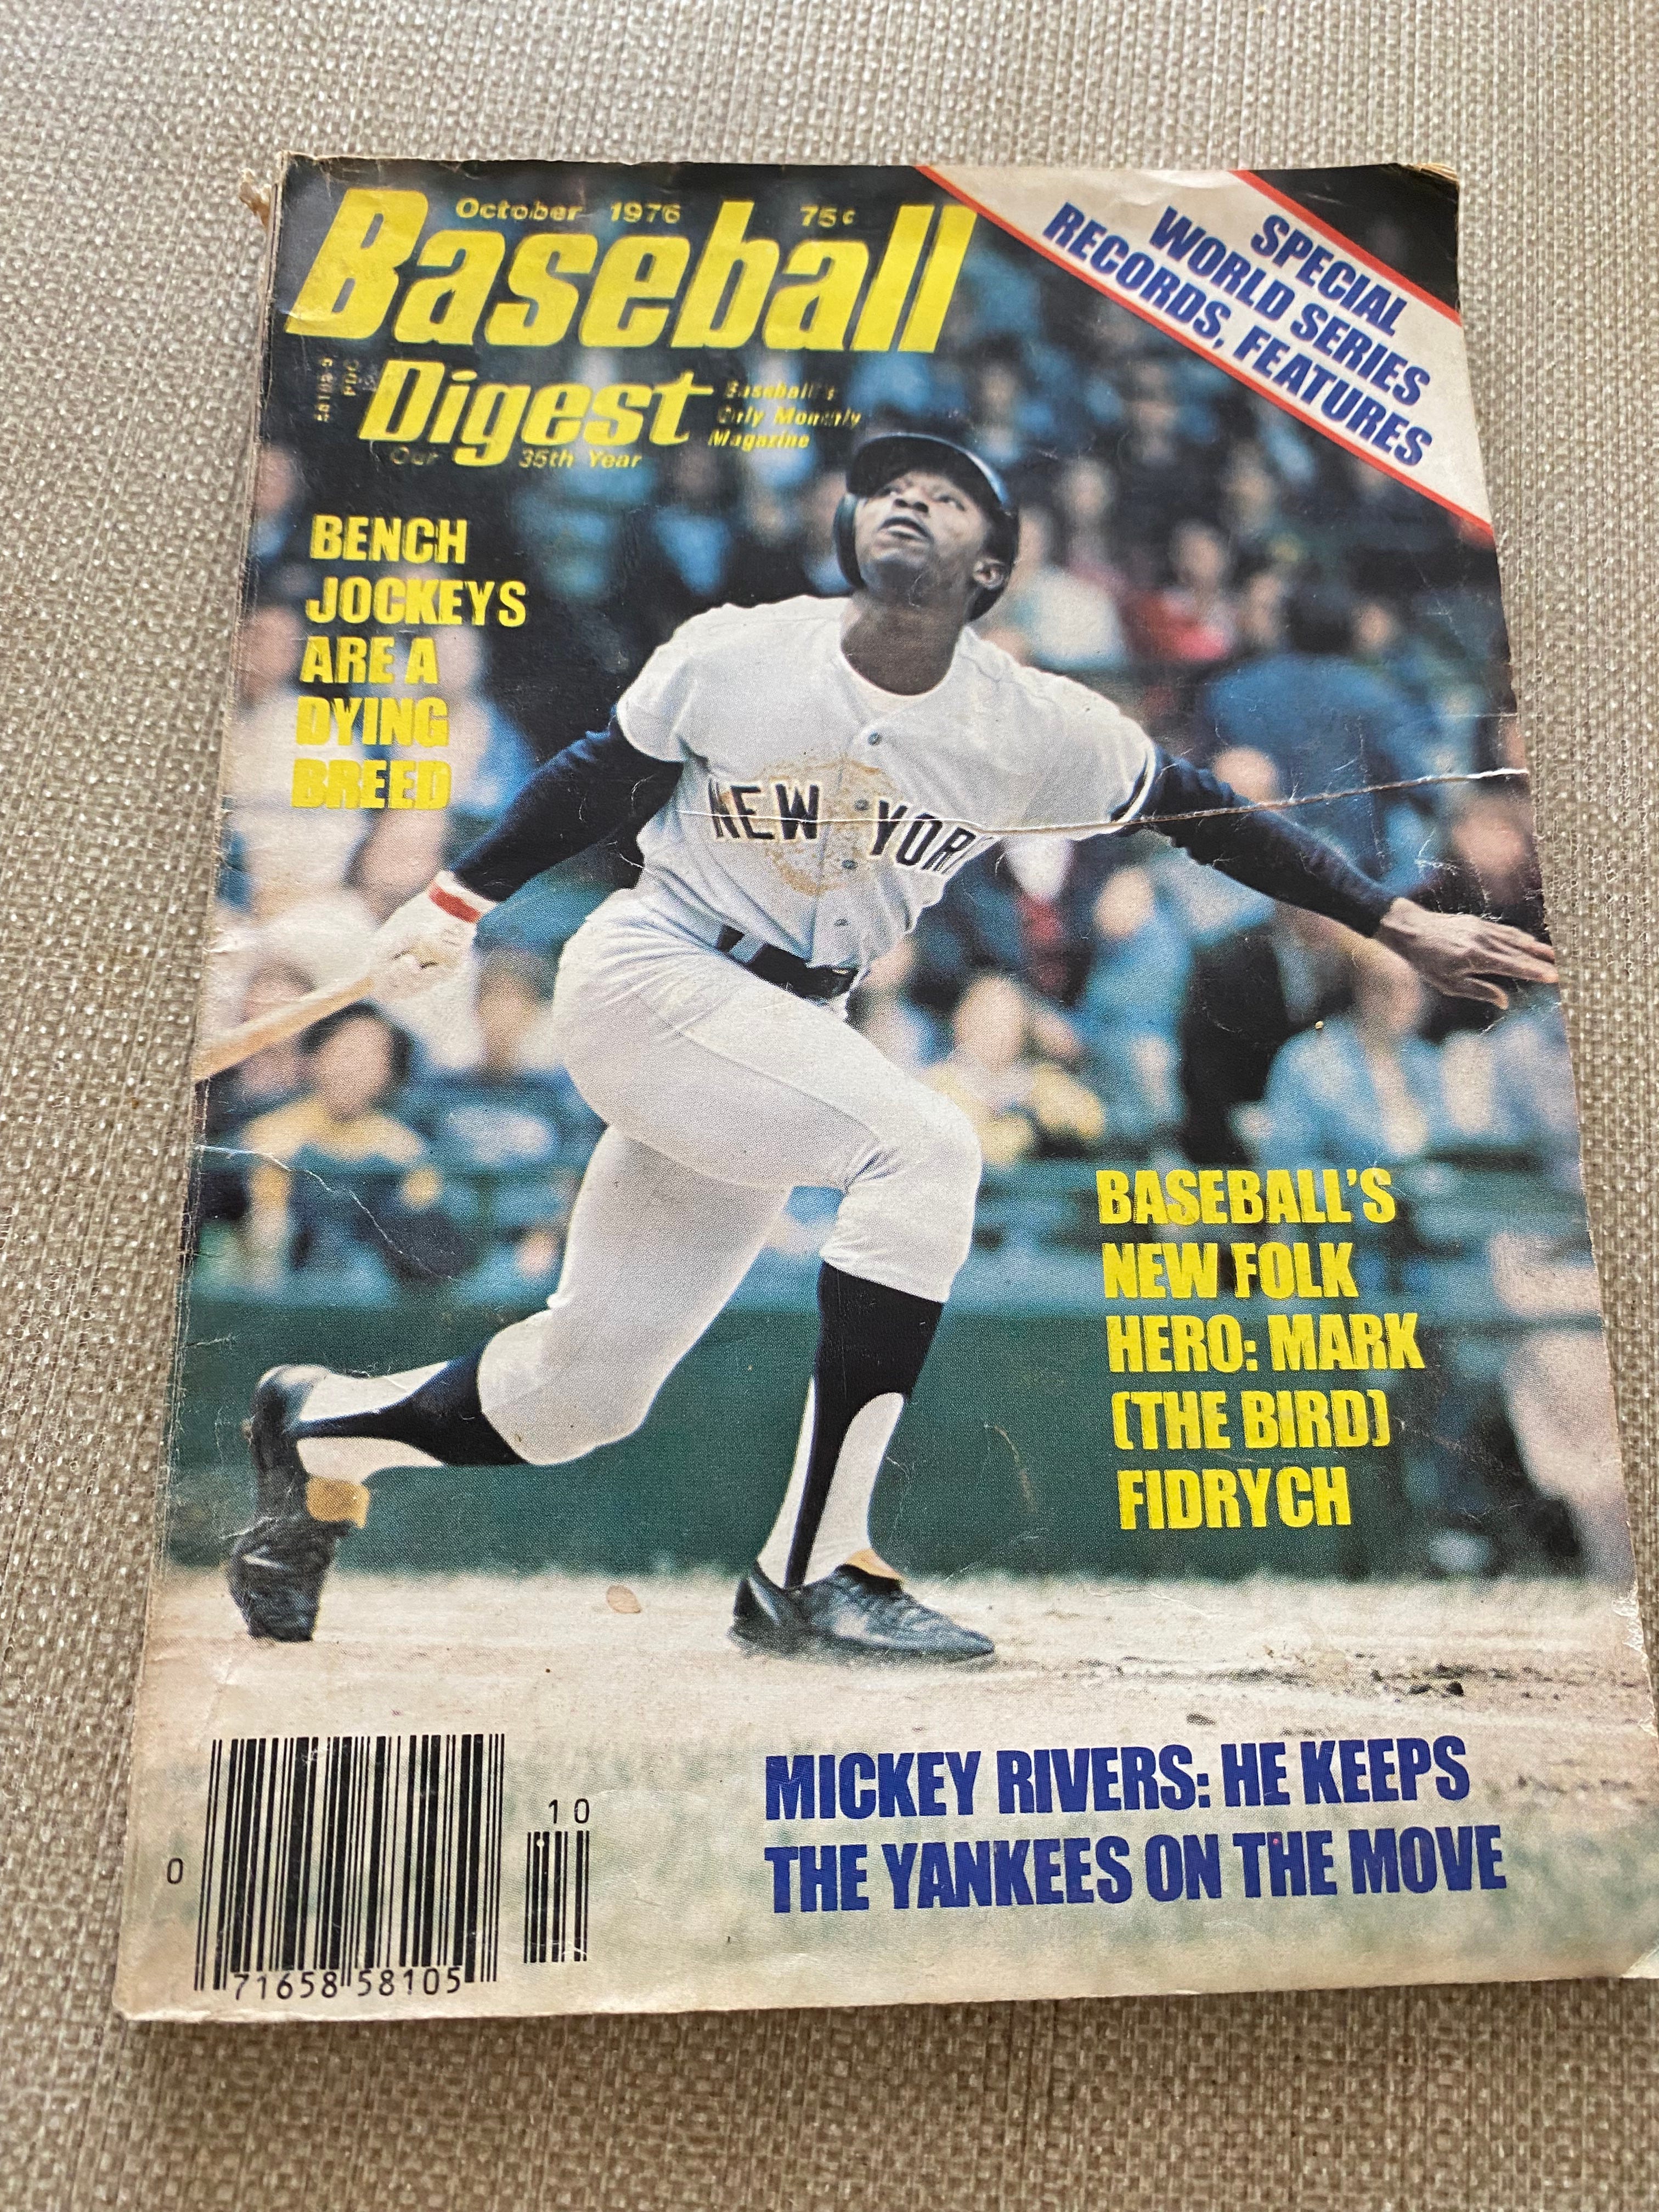 October 1976 75¢
Baseball
Digest
Baseball's
Only Monthly
Magazine
Our 35th Year
SPECIAL
WORLD SERIES
RECORDS, FEATURES
BENCH
JOCKEYS
ARE A
DYING
BREED
NEW YORK
BASEBALL'S
NEW FOLK
HERO: MARK
(THE BIRD)
FIDRYCH
MICKEY RIVERS: HE KEEPS
THE YANKEES ON THE MOVE
10
0
71658 58105